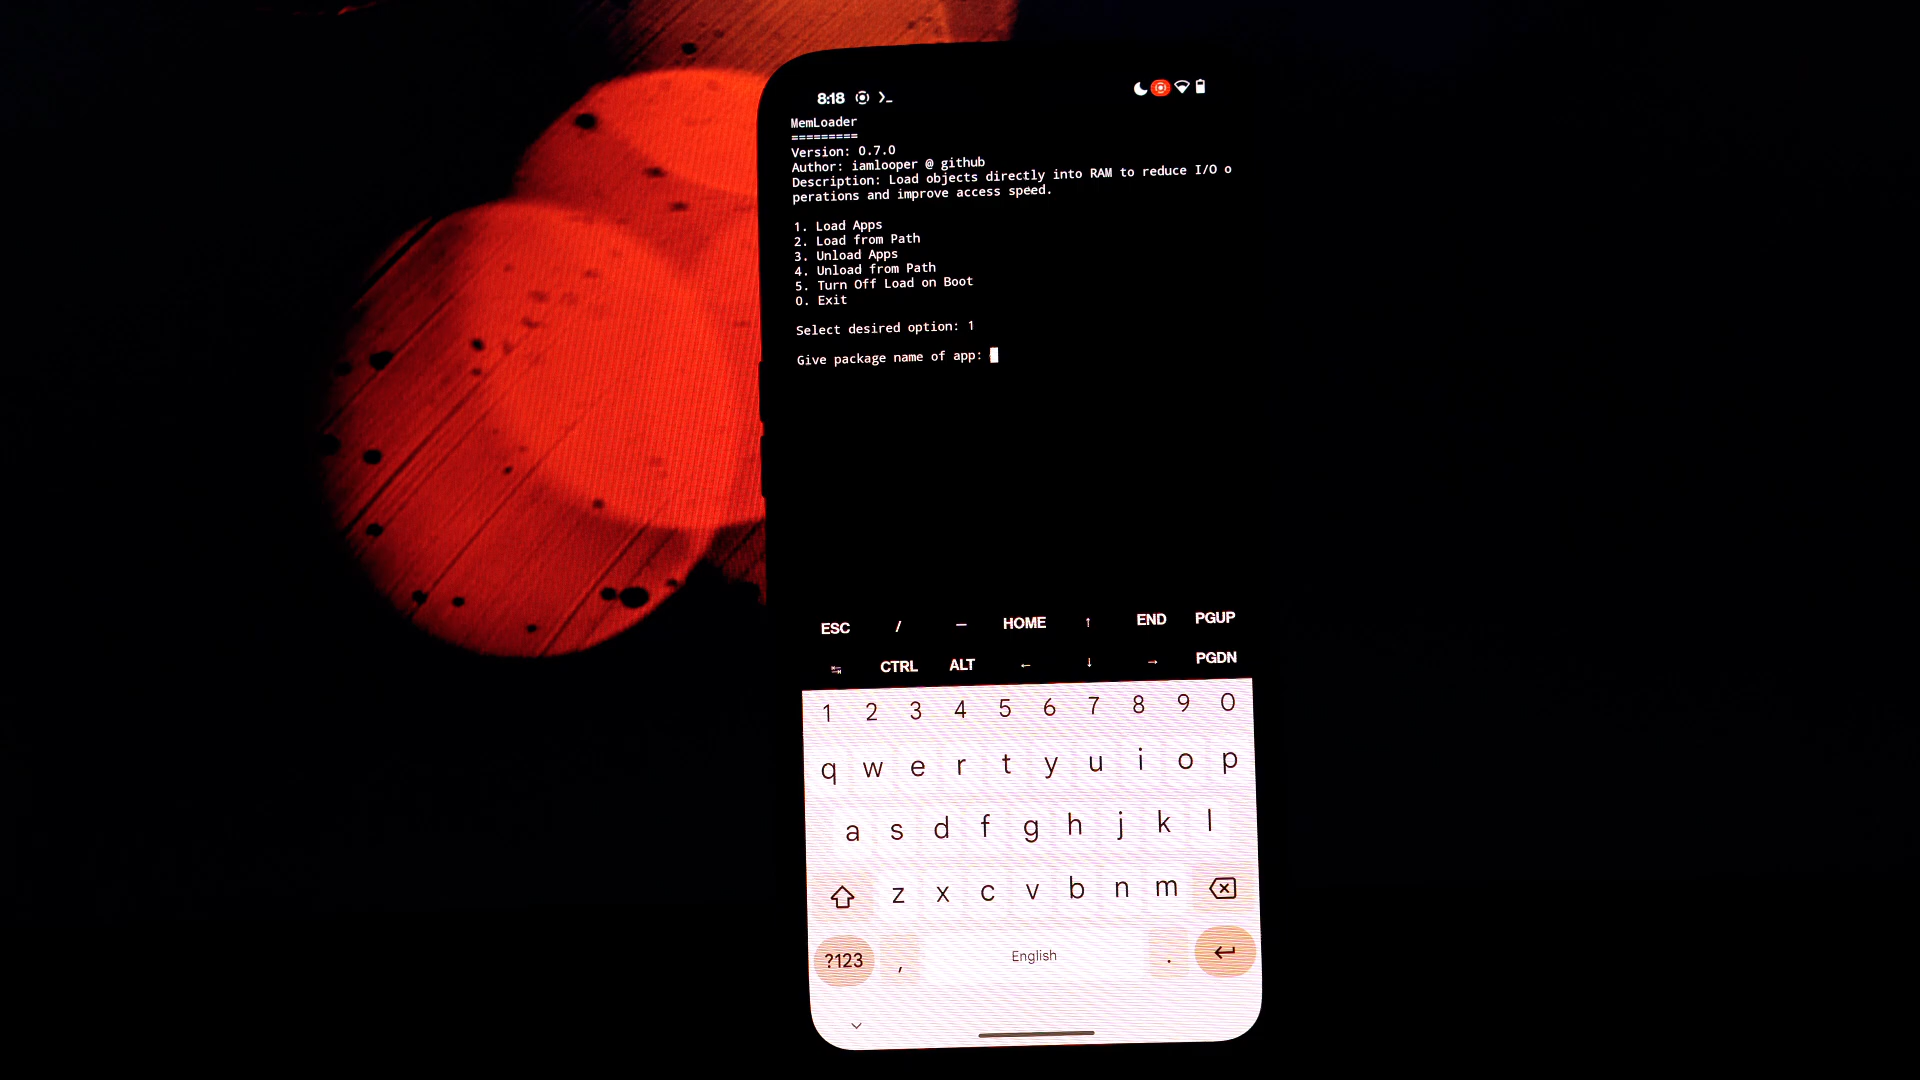 8:18
MemLoader
=========
Version: 0.7.0
Author: iamlooper @ github
Description: Load objects directly into RAM to reduce I/O o
perations and improve access speed.
1. Load Apps
2. Load from Path
3. Unload Apps
4. Unload from Path
5. Turn Off Load on Boot
0. Exit
Select desired option: 1
Give package name of app:
ESC / — HOME ↑ END PGUP
↹ CTRL ALT ← ↓ → PGDN
1 2 3 4 5 6 7 8 9 0
q w e r t y u i o p
a s d f g h j k l
z x c v b n m
?123 , English .